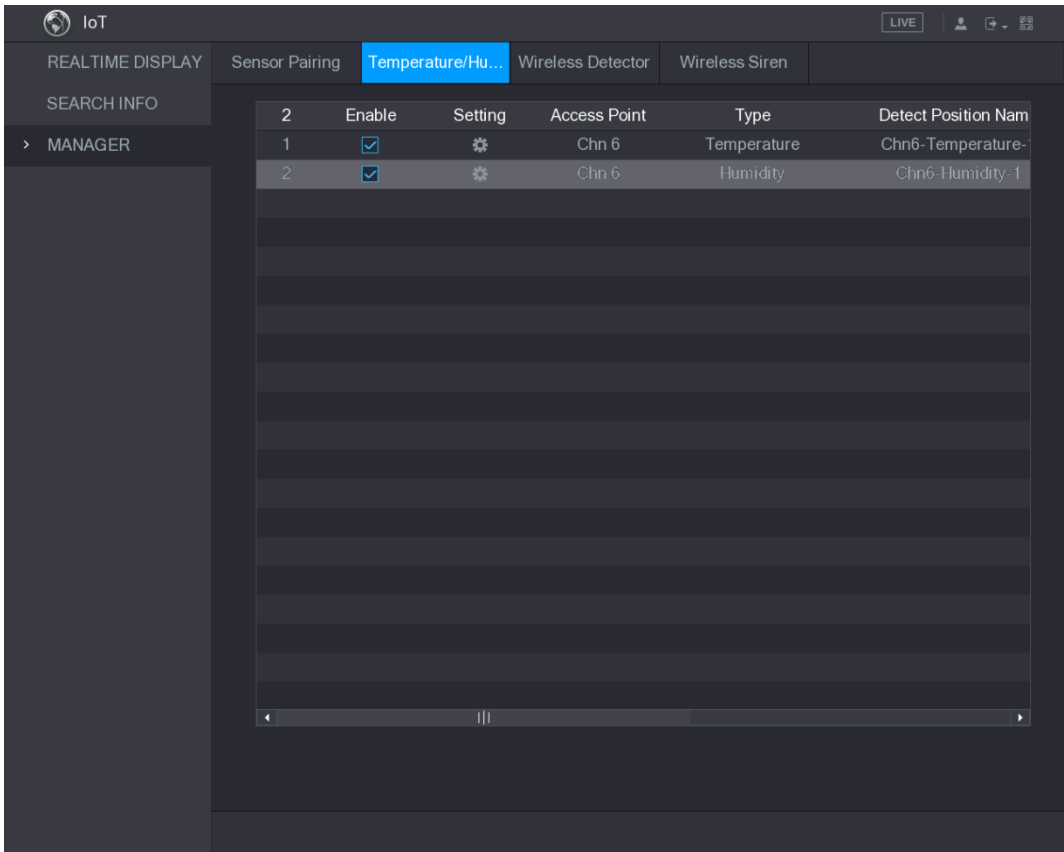 IoT LIVE
REALTIME DISPLAY
SEARCH INFO
MANAGER
Sensor Pairing Temperature/Hu... Wireless Detector Wireless Siren
2 Enable Setting Access Point Type Detect Position Nam
1 Chn 6 Temperature Chn6-Temperature-1
2 Chn 6 Humidity Chn6-Humidity-1